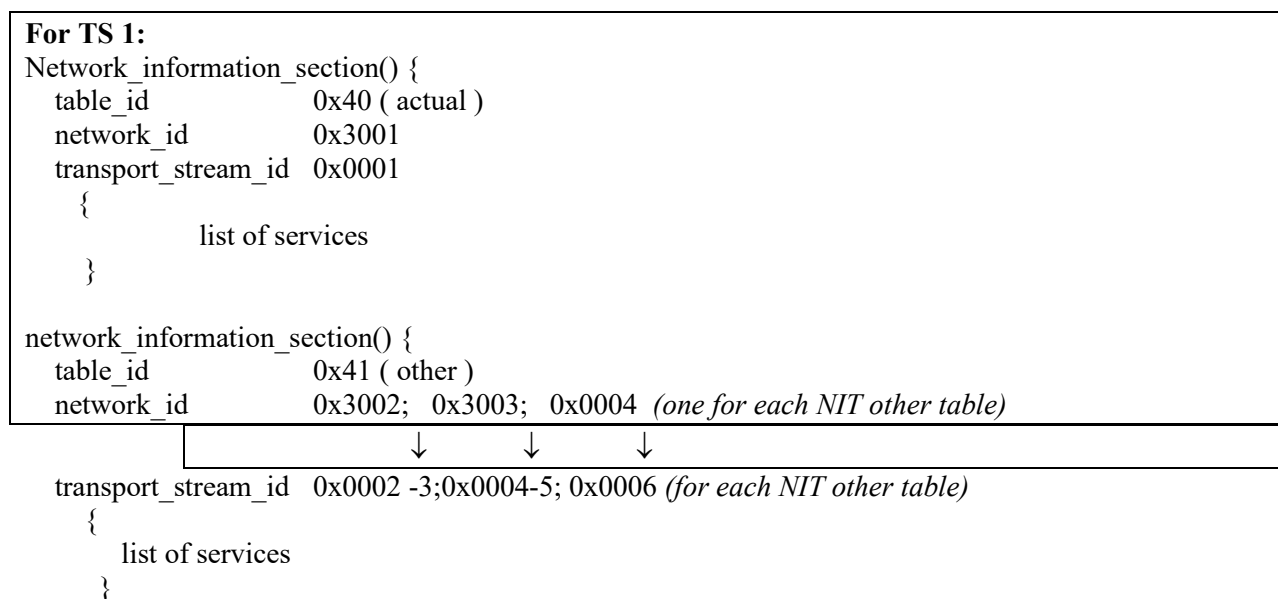 For TS 1:
Network_information_section() {
table_id 0x40 ( actual )
network_id 0x3001
transport_stream_id 0x0001
{
list of services
}
network_information_section() {
table_id 0x41 ( other )
network_id 0x3002; 0x3003; 0x0004 (one for each NIT other table)
↓ ↓ ↓
transport_stream_id 0x0002 -3;0x0004-5; 0x0006 (for each NIT other table)
{
list of services
}